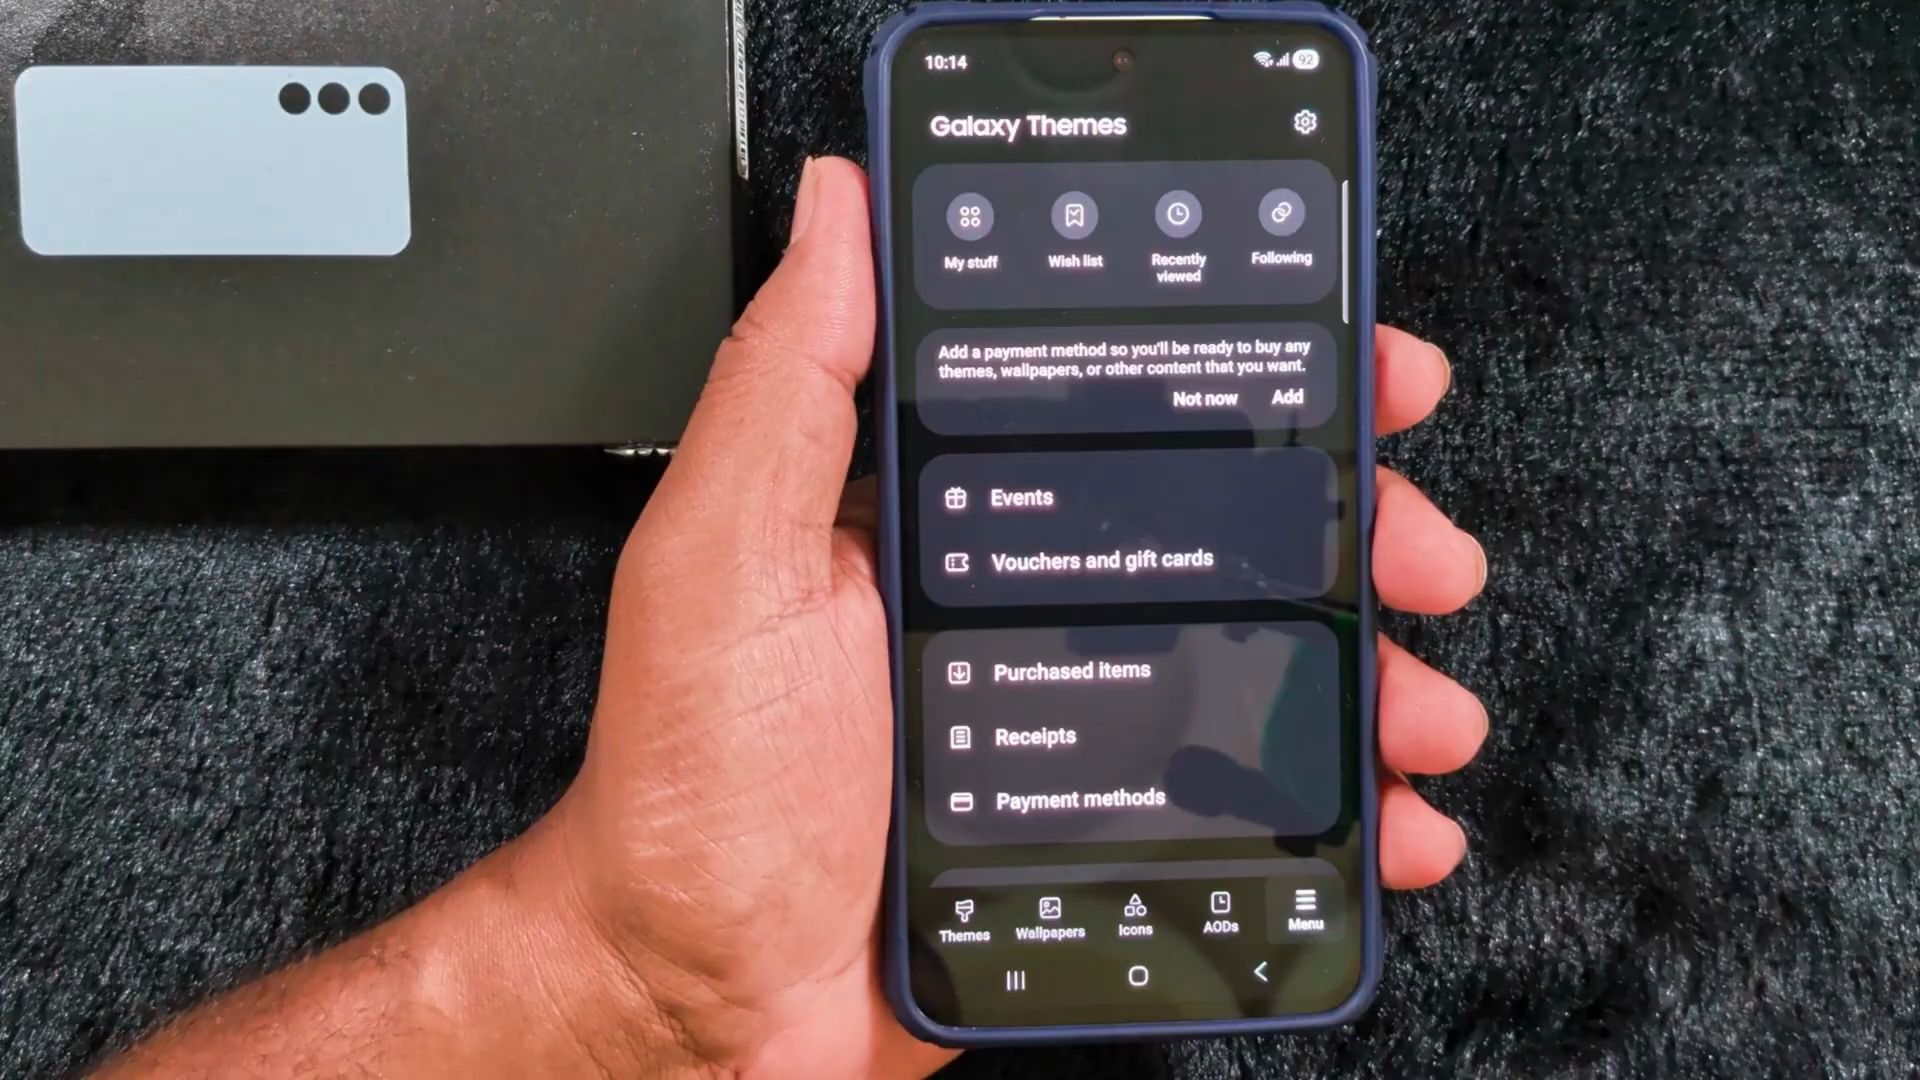 10:14
92
Galaxy Themes
My stuff
Wish list
Recently
viewed
Following
Add a payment method so you'll be ready to buy any
themes, wallpapers, or other content that you want.
Not now
Add
Events
Vouchers and gift cards
Purchased items
Receipts
Payment methods
Themes
Wallpapers
Icons
AODs
Menu